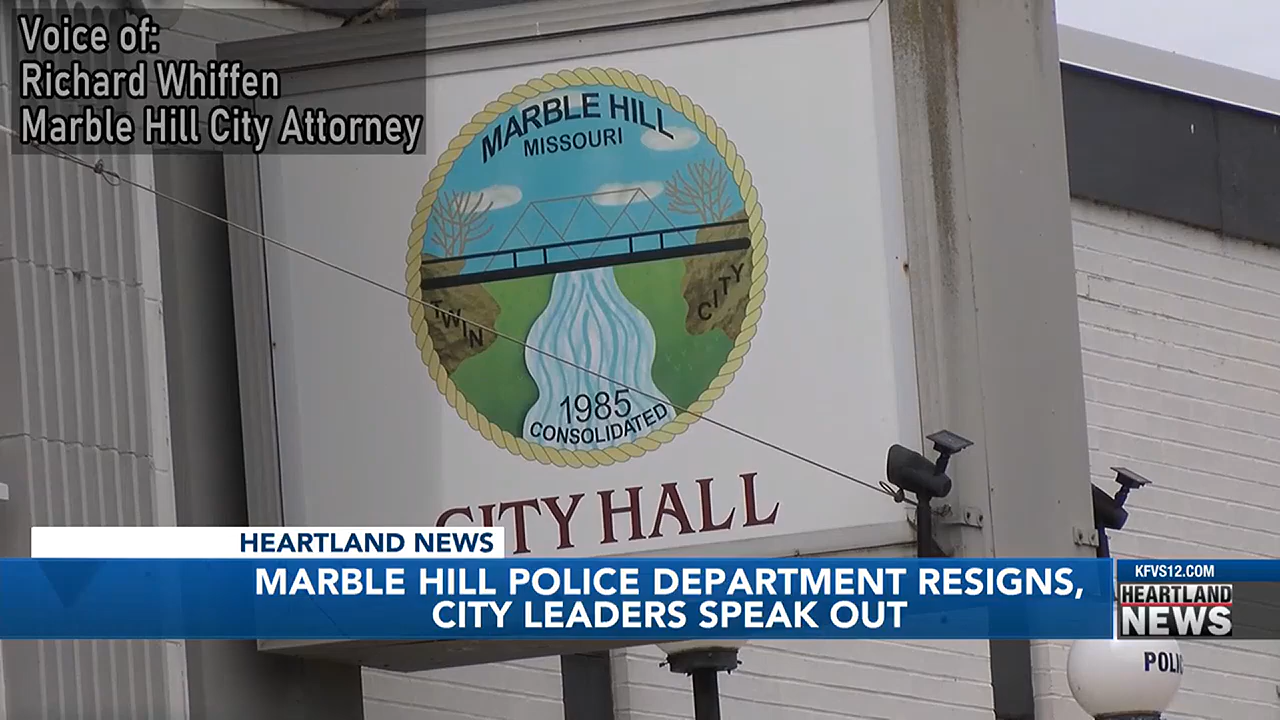 Voice of:
Richard Whiffen
Marble Hill City Attorney
MARBLE HILL
MISSOURI
TWIN
CITY
1985
CONSOLIDATED
CITY HALL
HEARTLAND NEWS
MARBLE HILL POLICE DEPARTMENT RESIGNS,
CITY LEADERS SPEAK OUT
KFVS12.COM
HEARTLAND
NEWS
POLIC